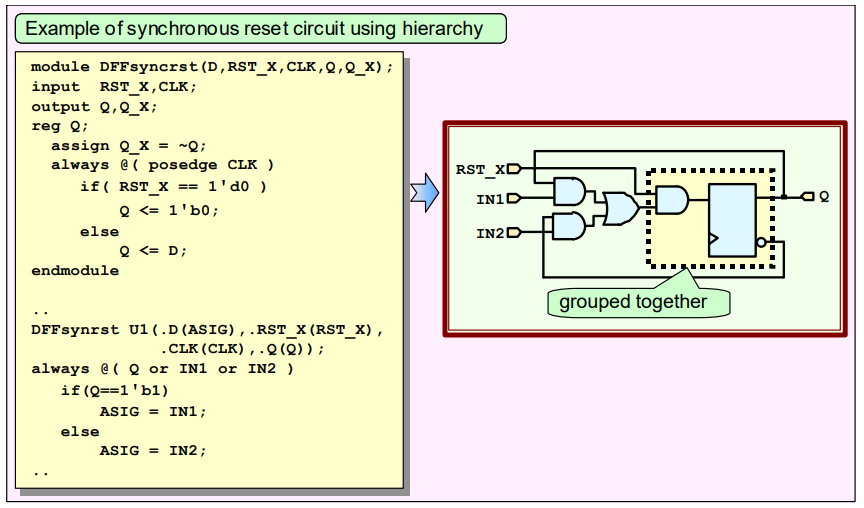 Example of synchronous reset circuit using hierarchy
module DFFsyncrst(D,RST_X,CLK,Q,Q_X);
input  RST_X,CLK;
output Q,Q_X;
reg Q;
assign Q_X = ~Q;
always @( posedge CLK )
if( RST_X == 1'd0 )
Q <= 1'b0;
else
Q <= D;
endmodule
..
DFFsynrst U1(.D(ASIG),.RST_X(RST_X),
.CLK(CLK),.Q(Q));
always @( Q or IN1 or IN2 )
if(Q==1'b1)
ASIG = IN1;
else
ASIG = IN2;
..
RST_X
IN1
IN2
Q
grouped together